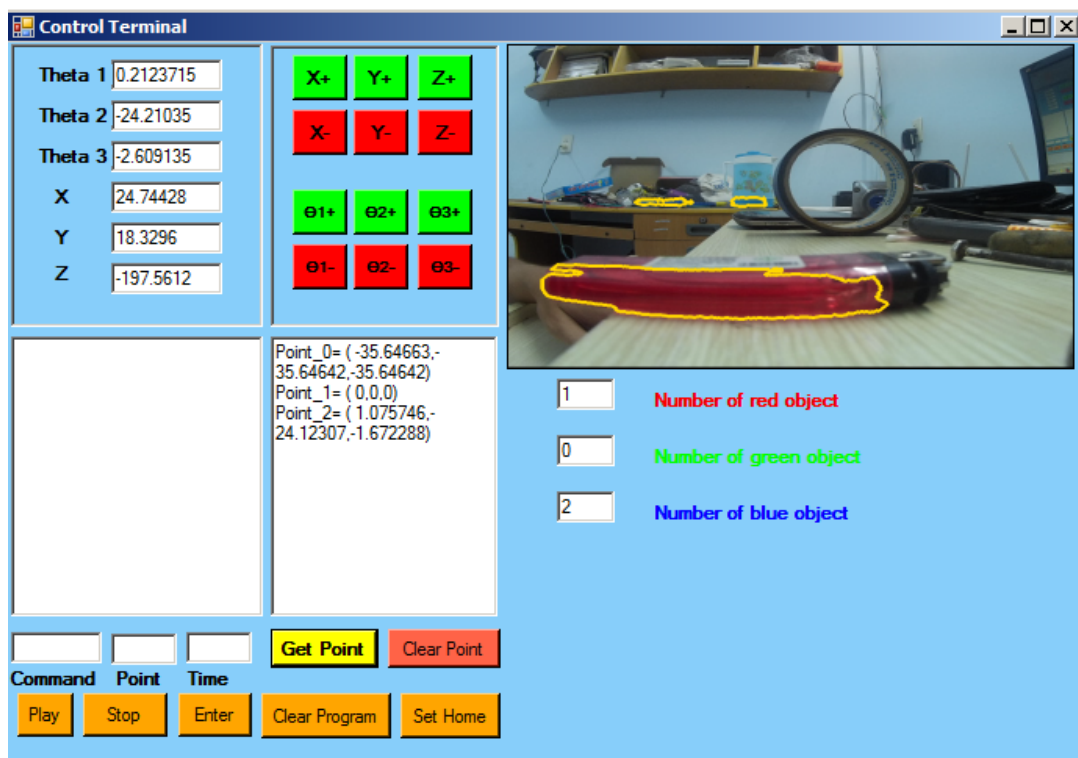 Control Terminal
Theta 1 0.2123715
Theta 2 -24.21035
Theta 3 -2.609135
X 24.74428
Y 18.3296
Z -197.5612
X+ Y+ Z+
X- Y- Z-
Θ1+ Θ2+ Θ3+
Θ1- Θ2- Θ3-
Point_0= ( -35.64663,-
35.64642,-35.64642)
Point_1= ( 0,0,0)
Point_2= ( 1.075746,-
24.12307,-1.672288)
1 Number of red object
0 Number of green object
2 Number of blue object
Get Point Clear Point
Command Point Time
Play Stop Enter Clear Program Set Home